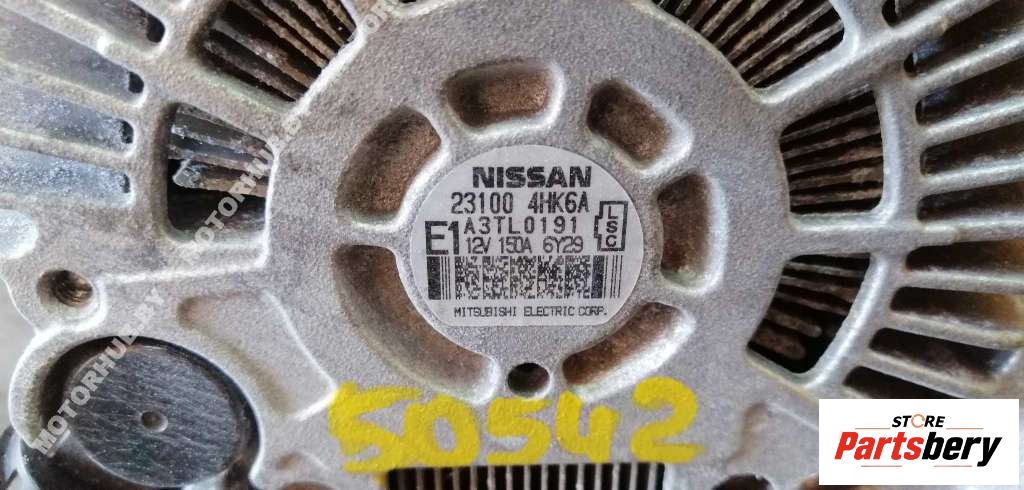 NISSAN
23100 4HK6A
A3TL0191
E1
12V 150A 6Y29
LSC
MITSUBISHI ELECTRIC CORP.
50542
MOTORHUB.BY
MOTORHUB.BY
STORE
Partsbery